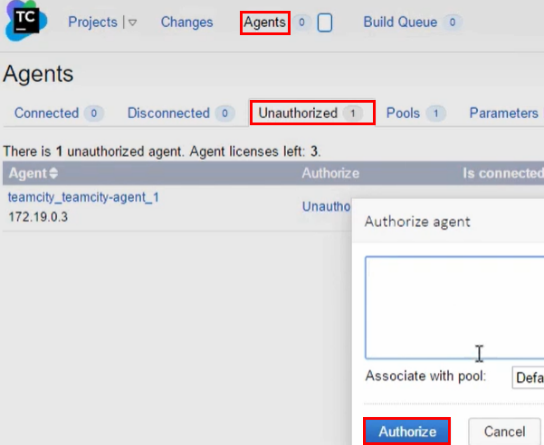 TC
Projects Changes Agents 0 Build Queue 0
Agents
Connected 0 Disconnected 0 Unauthorized 1 Pools 1 Parameters
There is 1 unauthorized agent. Agent licenses left: 3.
Agent Authorize Is connected
teamcity_teamcity-agent_1
172.19.0.3
Unautho
Authorize agent
Associate with pool: Defa
Authorize Cancel